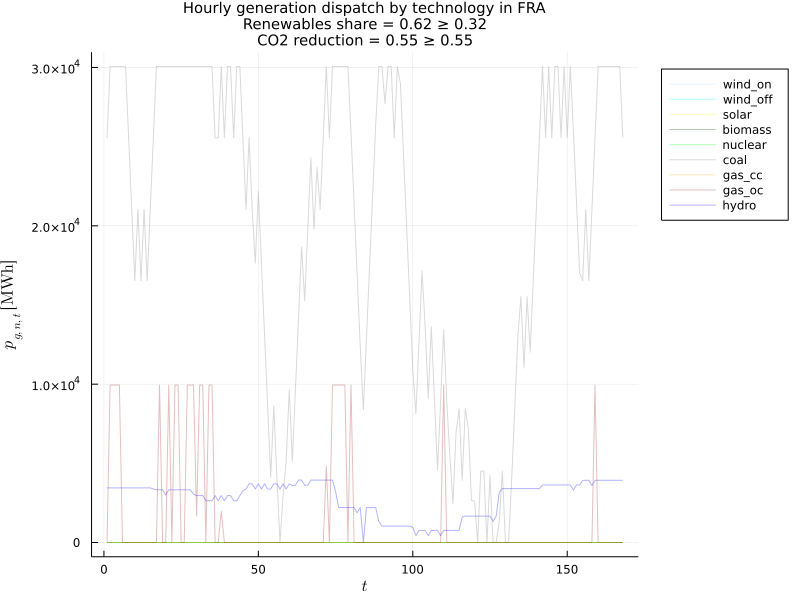 Hourly generation dispatch by technology in FRA
Renewables share = 0.62 ≥ 0.32
CO2 reduction = 0.55 ≥ 0.55
3.0×10⁴
2.0×10⁴
1.0×10⁴
0
p_{g,n,t} [MWh]
0
50
100
150
t
wind_on
wind_off
solar
biomass
nuclear
coal
gas_cc
gas_oc
hydro